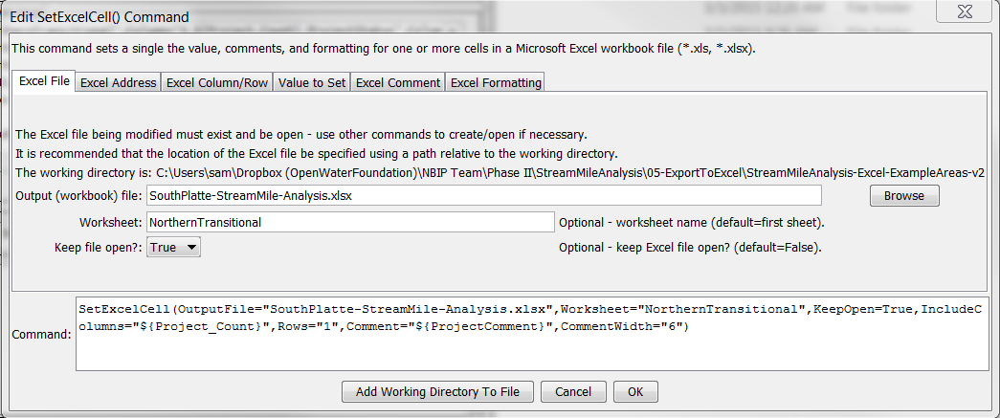 Edit SetExcelCell() Command
This command sets a single the value, comments, and formatting for one or more cells in a Microsoft Excel workbook file (*.xls, *.xlsx).
Excel File Excel Address Excel Column/Row Value to Set Excel Comment Excel Formatting
The Excel file being modified must exist and be open - use other commands to create/open if necessary.
It is recommended that the location of the Excel file be specified using a path relative to the working directory.
The working directory is: C:\Users\sam\Dropbox (OpenWaterFoundation)\NBIP Team\Phase II\StreamMileAnalysis\05-ExportToExcel\StreamMileAnalysis-Excel-ExampleAreas-v2
Output (workbook) file: SouthPlatte-StreamMile-Analysis.xlsx Browse
Worksheet: NorthernTransitional Optional - worksheet name (default=first sheet).
Keep file open?: True Optional - keep Excel file open? (default=False).
SetExcelCell(OutputFile="SouthPlatte-StreamMile-Analysis.xlsx",Worksheet="NorthernTransitional",KeepOpen=True,IncludeC
Command: olumns="${Project_Count}",Rows="1",Comment="${ProjectComment}",CommentWidth="6")
Add Working Directory To File Cancel OK